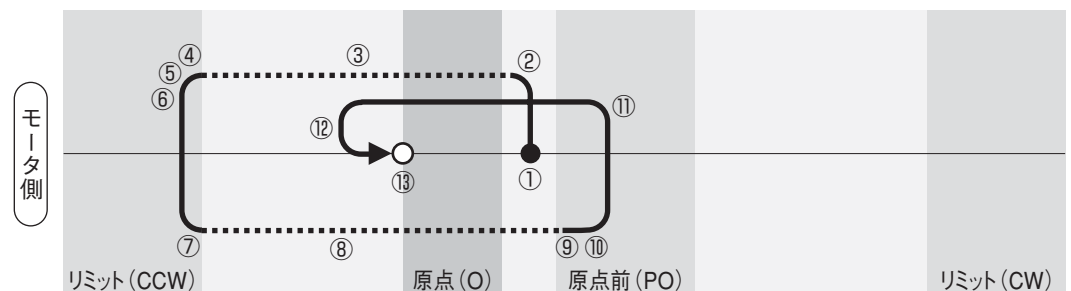 ④
③
②
⑤
⑥
⑪
⑫
モータ側
⑬
①
⑦
⑧
⑨
⑩
リミット(CCW)
原点(O)
原点前(PO)
リミット(CW)